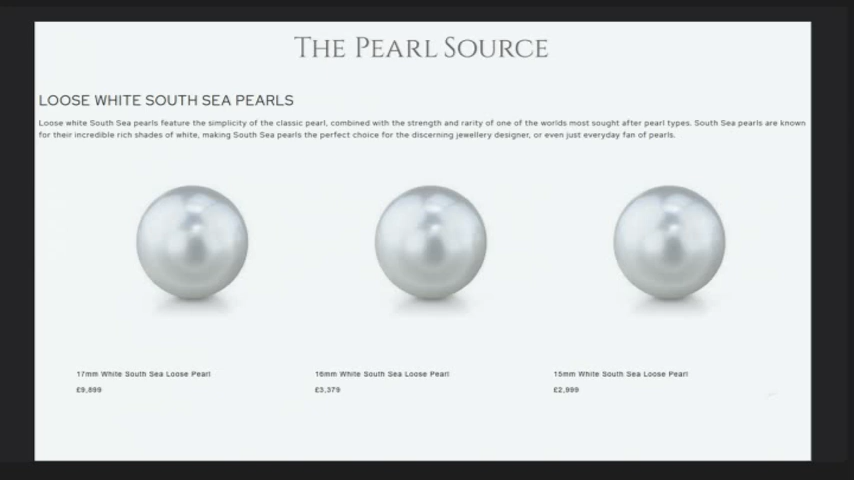 THE PEARL SOURCE
LOOSE WHITE SOUTH SEA PEARLS
Loose white South Sea pearls feature the simplicity of the classic pearl, combined with the strength and rarity of one of the worlds most sought after pearl types. South Sea pearls are known
for their incredible rich shades of white, making South Sea pearls the perfect choice for the discerning jewellery designer, or even just everyday fan of pearls.
17mm White South Sea Loose Pearl
16mm White South Sea Loose Pearl
15mm White South Sea Loose Pearl
£3,379
£2,999